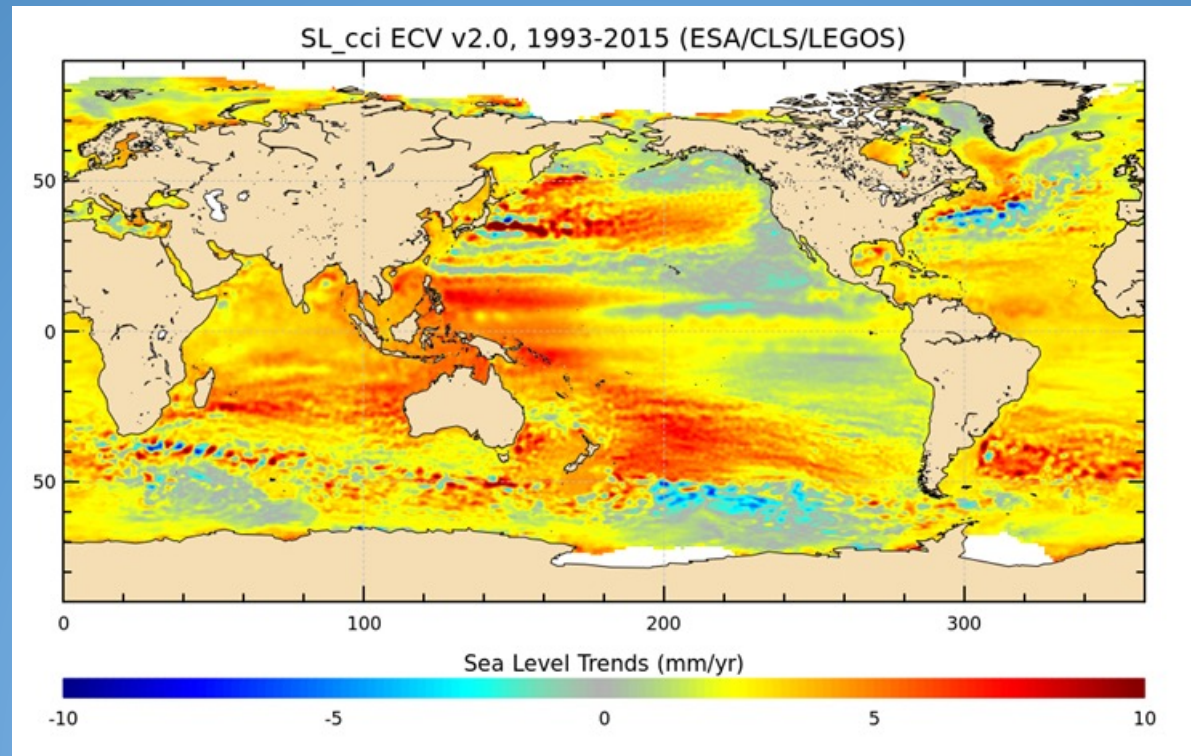 SL_cci ECV v2.0, 1993-2015 (ESA/CLS/LEGOS)
50
0
50
0 100 200 300
Sea Level Trends (mm/yr)
-10 -5 0 5 10